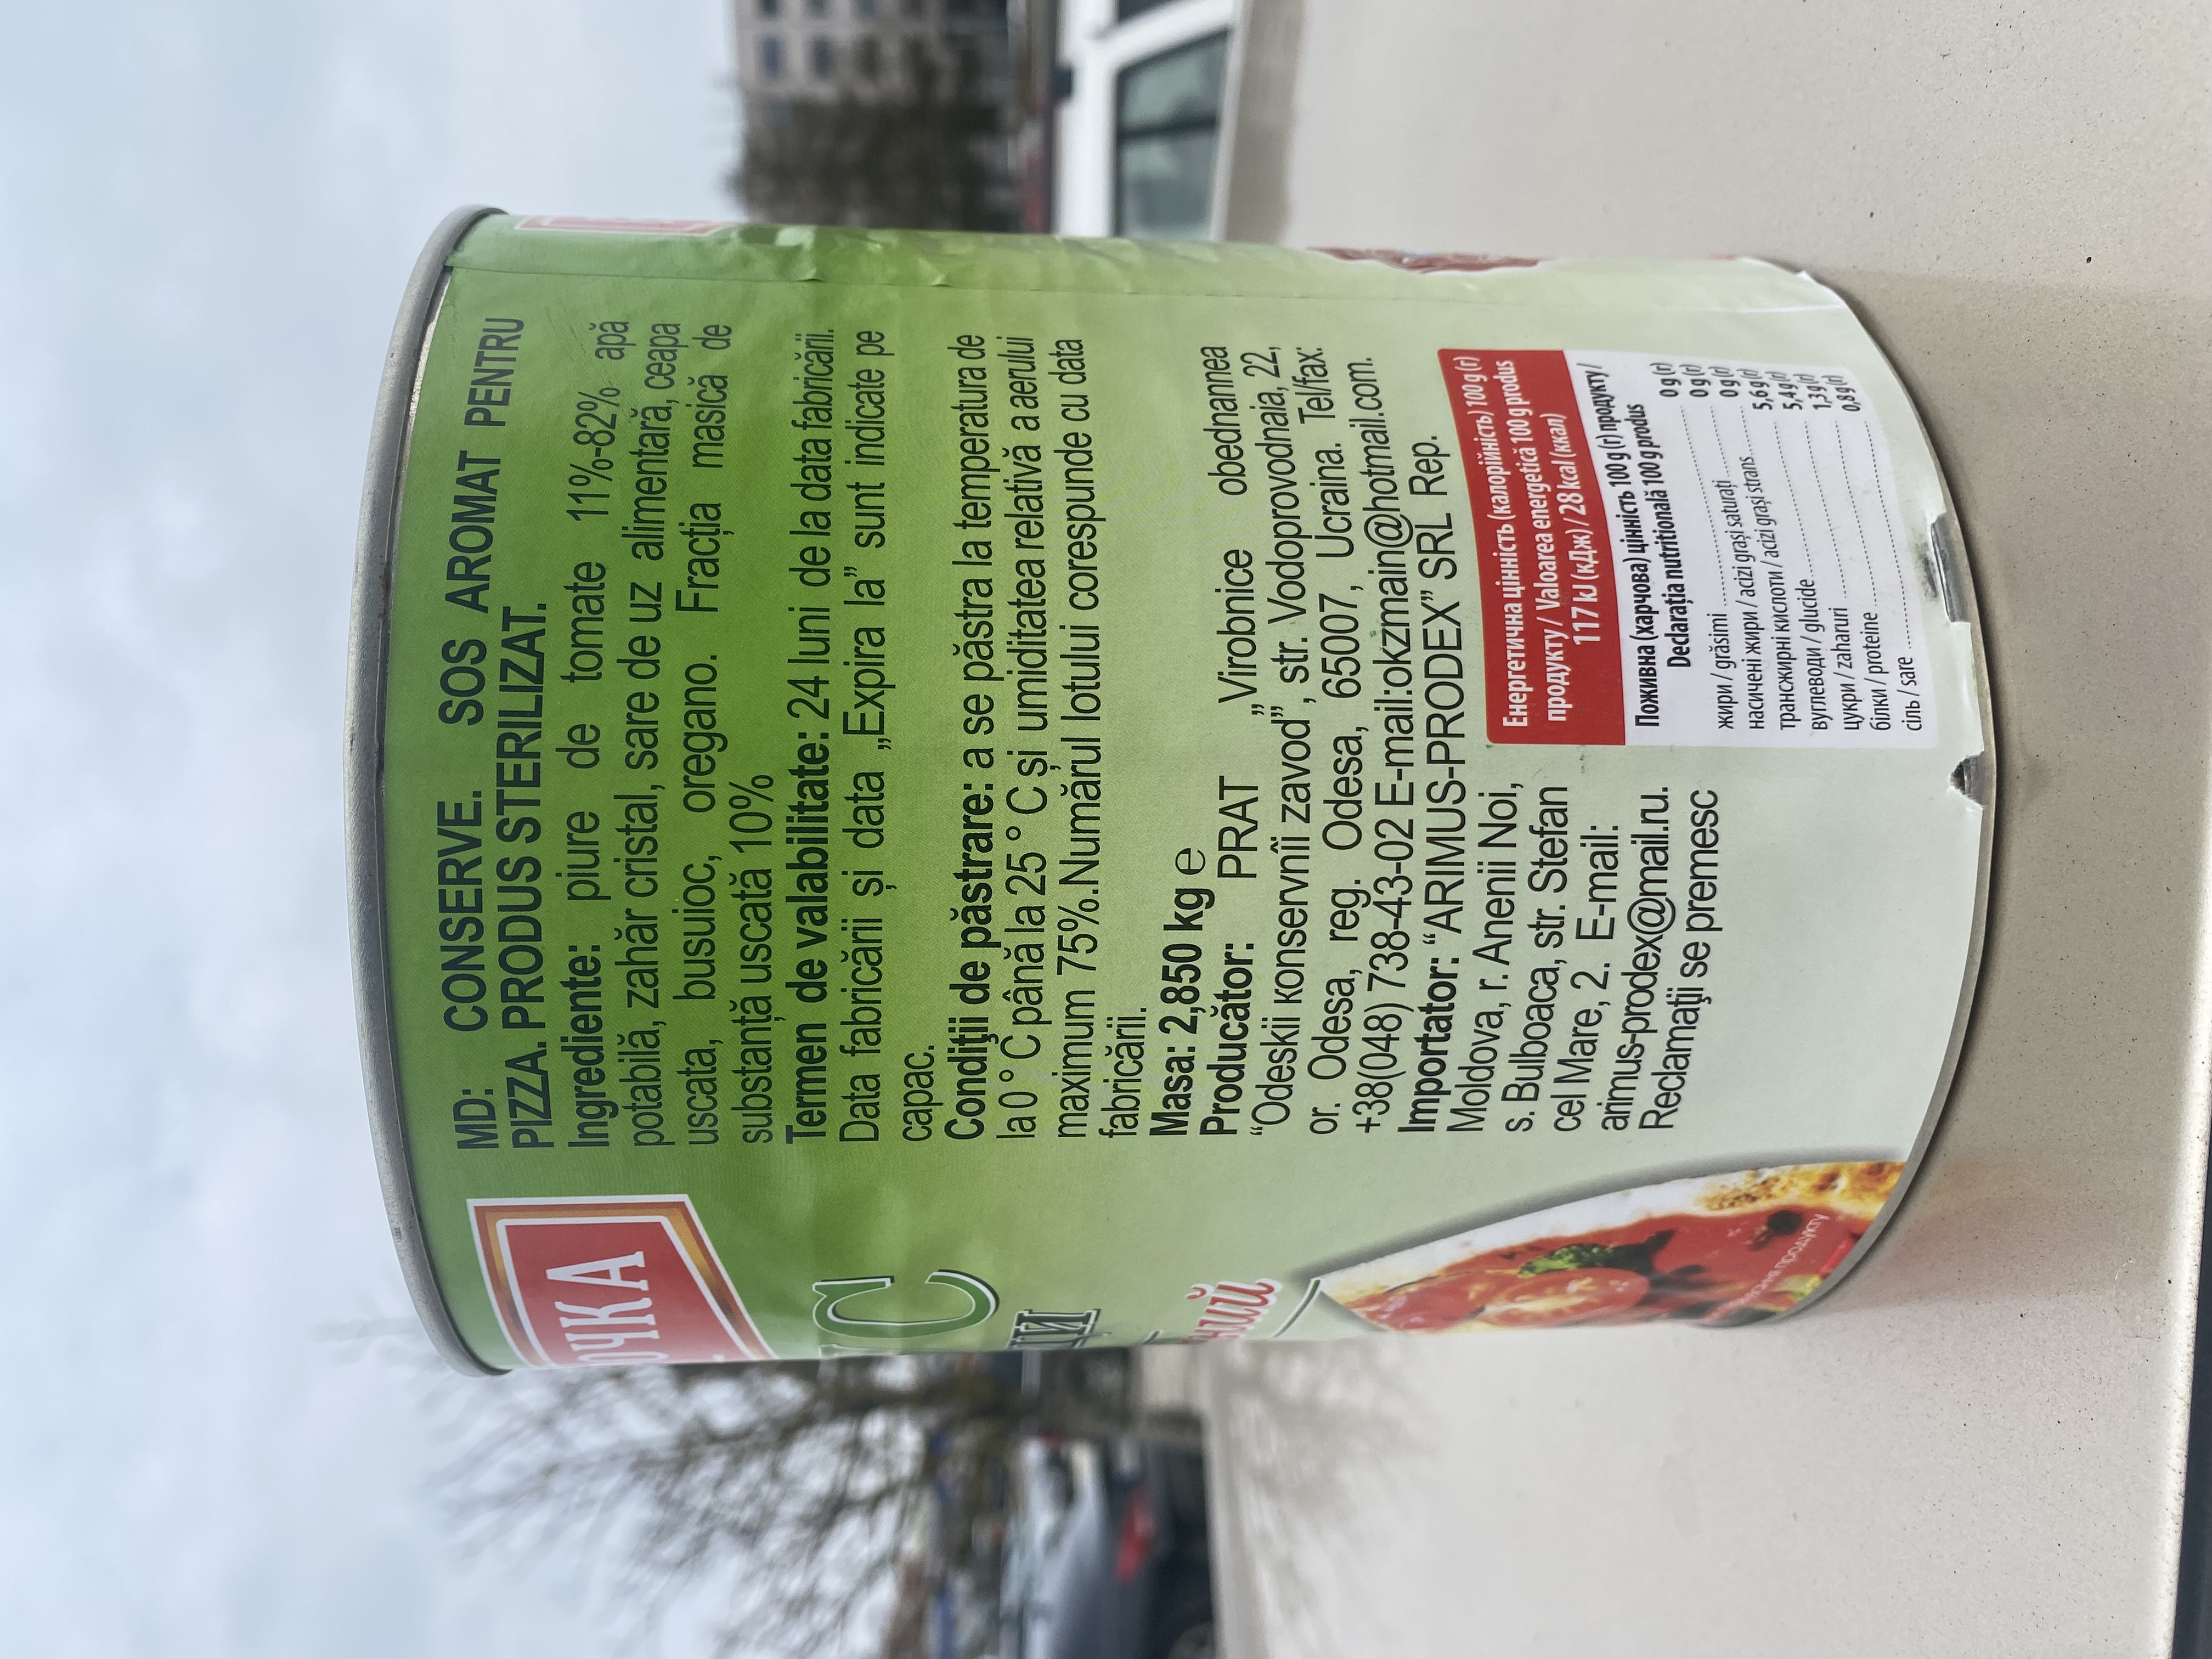 MD: CONSERVE. SOS AROMAT PENTRU
PIZZA. PRODUS STERILIZAT.
Ingrediente: piure de tomate 11%-82% apă
potabilă, zahăr cristal, sare de uz alimentară, ceapa
uscata, busuioc, oregano. Fracția masică de
substanță uscată 10%
Termen de valabilitate: 24 luni de la data fabricării.
Data fabricării și data „Expira la” sunt indicate pe
capac.
Condiţii de păstrare: a se păstra la temperatura de
la 0 ° C până la 25 ° C și umiditatea relativă a aerului
maximum 75%.Numărul lotului corespunde cu data
fabricării.
Masa: 2,850 kg ℮
Producător: PRAT „Virobnice obednannea
“Odeskii konservnîi zavod”, str. Vodoprovodnaia, 22,
or. Odesa, reg. Odesa, 65007, Ucraina. Tel/fax:
+38(048) 738-43-02 E-mail:okzmain@hotmail.com.
Importator: “ARIMUS-PRODEX” SRL Rep.
Moldova, r. Anenii Noi,
s. Bulboaca, str. Stefan
cel Mare, 2. E-mail:
arimus-prodex@mail.ru.
Reclamaţii se premesc
Енергетична цінність (калорійність) 100 g (г)
продукту / Valoarea energetică 100 g produs
117 kJ (кДж) / 28 kcal (ккал)
Поживна (харчова) цінність 100 g (г) продукту /
Declarația nutritională 100 g produs
жири / grăsimi 0 g (г)
насичені жири / acizi grași saturați 0 g (г)
трансжирні кислоти / acizi grași strans 0 g (г)
вуглеводи / glucide 5,6 g (г)
цукри / zaharuri 5,4 g (г)
білки / proteine 1,3 g (г)
сіль / sare 0,8 g (г)
ОЧКА